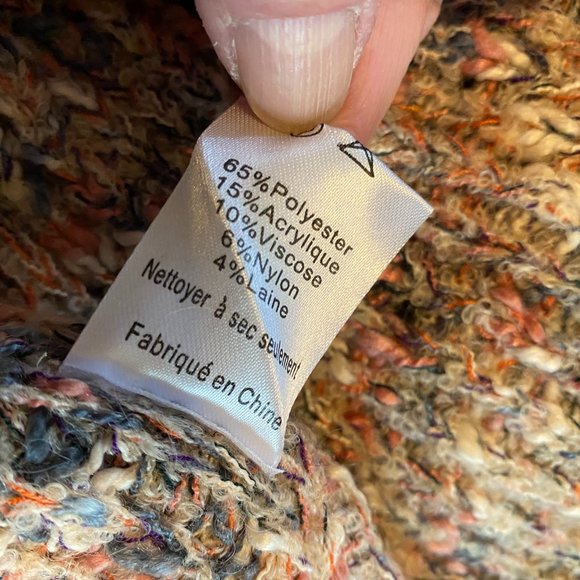 65%Polyester
15%Acrylique
10%Viscose
6%Nylon
4%Laine
Nettoyer à sec seulement
Fabriqué en Chine